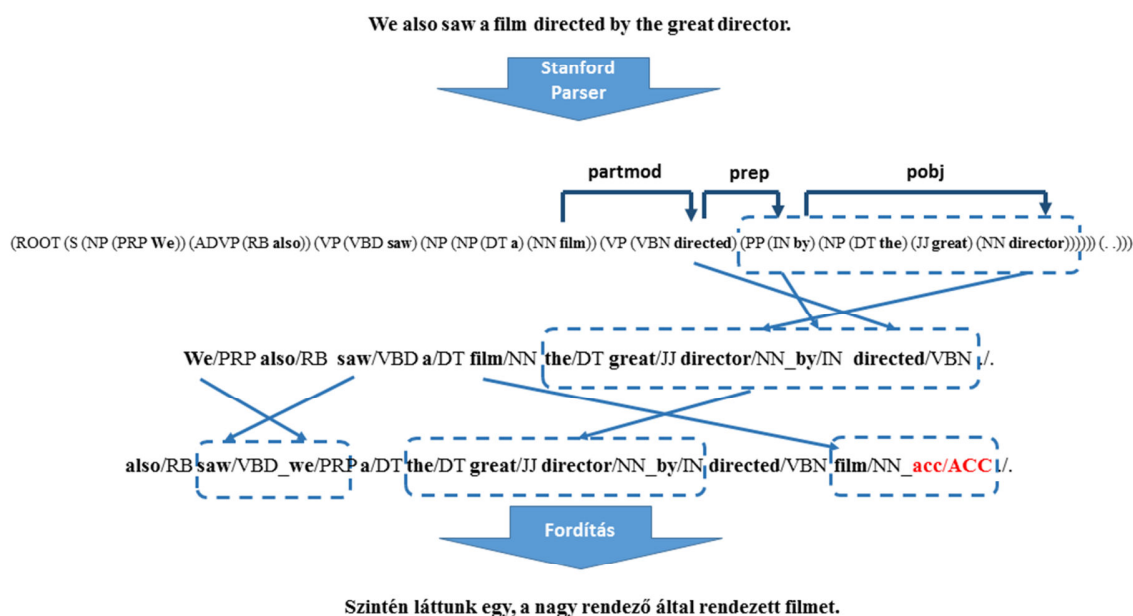 We also saw a film directed by the great director.
Stanford
Parser
partmod prep pobj
(ROOT (S (NP (PRP We)) (ADVP (RB also)) (VP (VBD saw) (NP (NP (DT a) (NN film)) (VP (VBN directed) (PP (IN by) (NP (DT the) (JJ great) (NN director)))))) (. .)))
We/PRP also/RB saw/VBD a/DT film/NN the/DT great/JJ director/NN_by/IN directed/VBN ./.
also/RB saw/VBD_we/PRP a/DT the/DT great/JJ director/NN_by/IN directed/VBN film/NN_acc/ACC ./.
Fordítás
Szintén láttunk egy, a nagy rendező által rendezett filmet.